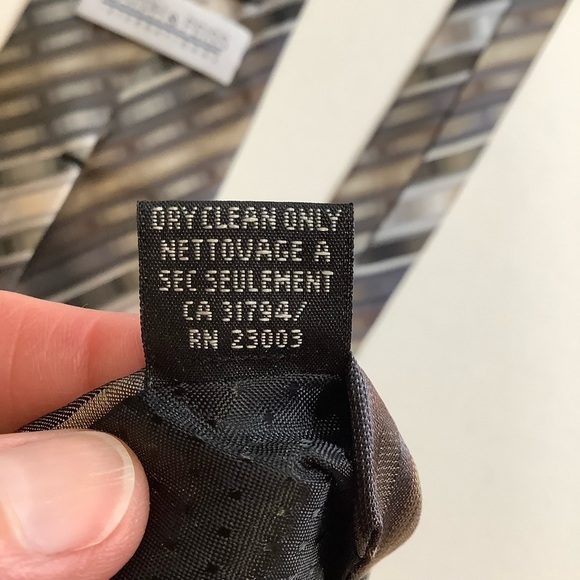 DRY CLEAN ONLY
NETTOYAGE A
SEC SEULEMENT
CA 31794/
RN 23003